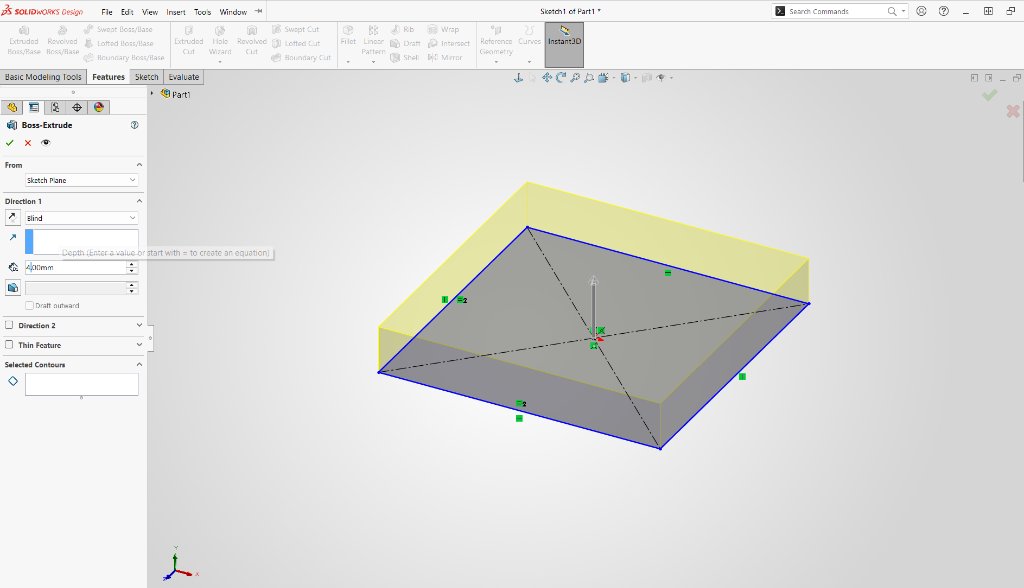 SOLIDWORKS Design File Edit View Insert Tools Window Sketch1 of Part1 * Search Commands
Extruded Boss/Base
Revolved Boss/Base
Swept Boss/Base
Lofted Boss/Base
Boundary Boss/Base
Extruded Cut
Hole Wizard
Revolved Cut
Swept Cut
Lofted Cut
Boundary Cut
Fillet
Linear Pattern
Rib
Draft
Shell
Wrap
Intersect
Mirror
Reference Geometry
Curves
Instant3D
Basic Modeling Tools Features Sketch Evaluate
Part1
Boss-Extrude
From
Sketch Plane
Direction 1
Blind
Depth (Enter a value or start with = to create an equation)
4.00mm
Draft outward
Direction 2
Thin Feature
Selected Contours
2
2
Y
X
Z